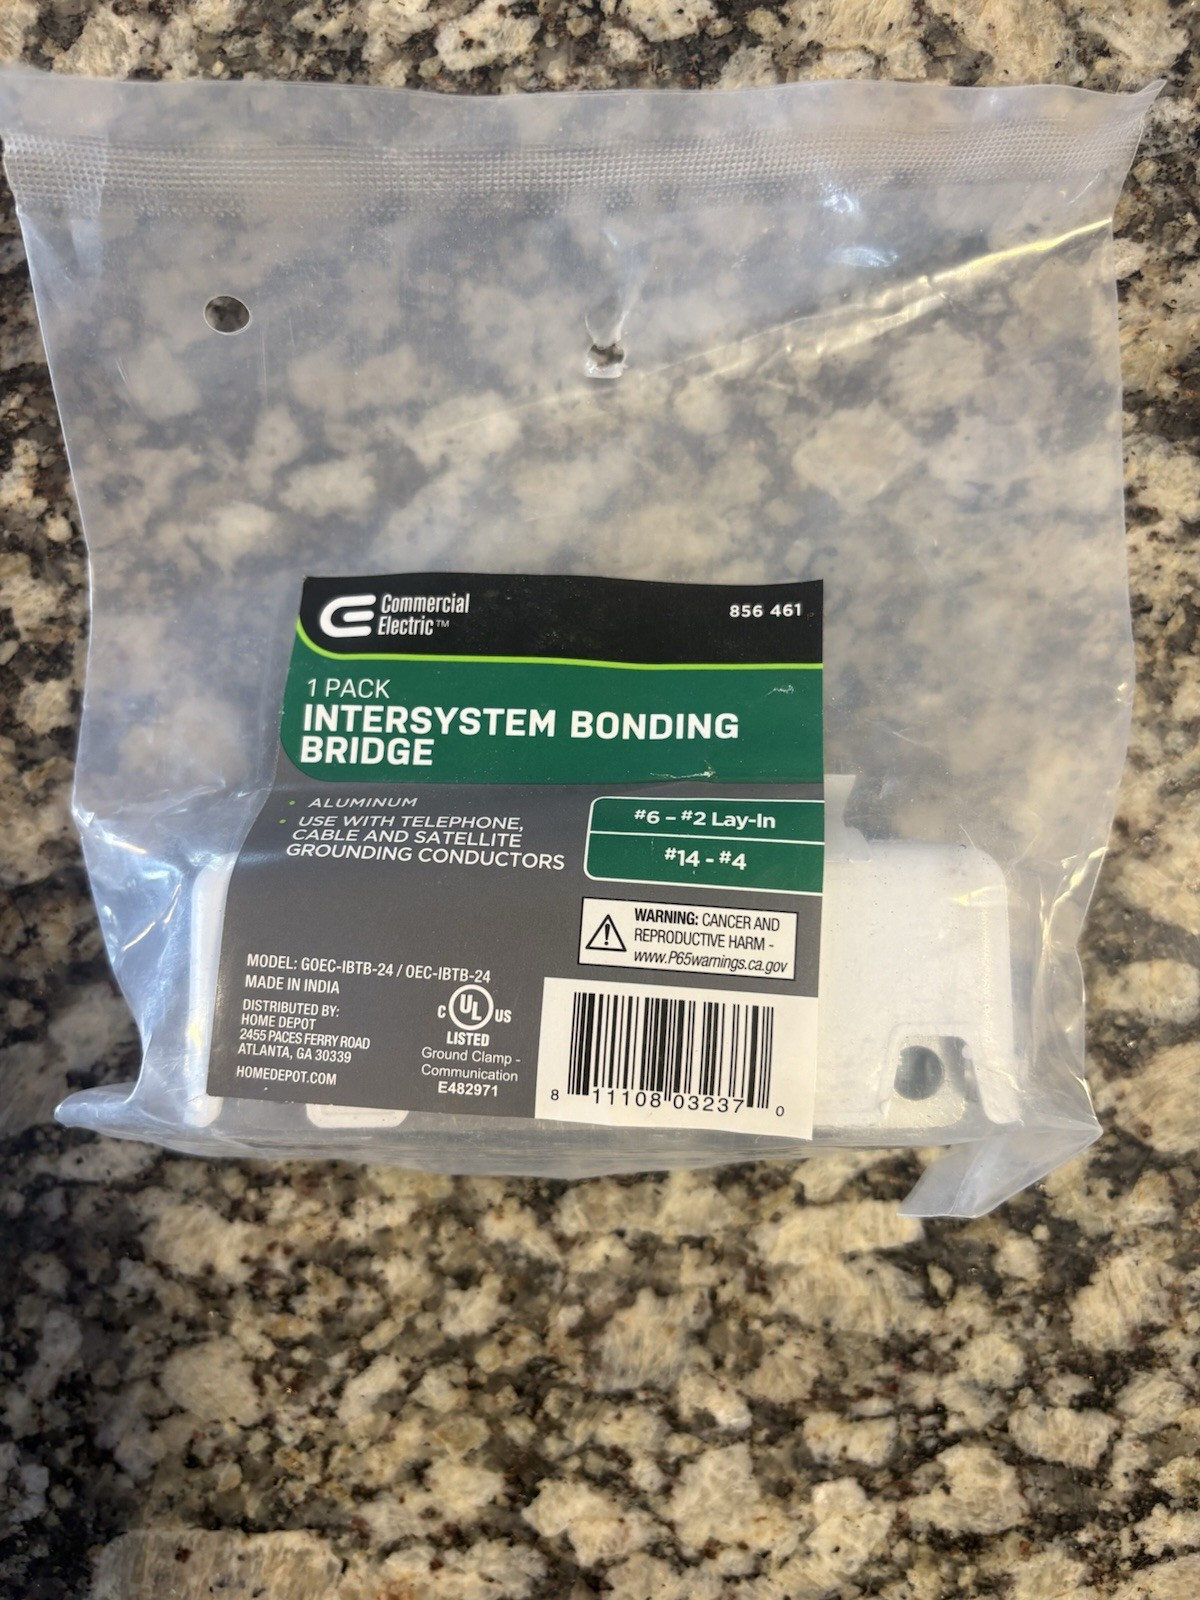 Commercial
Electric™
856 461
1 PACK
INTERSYSTEM BONDING
BRIDGE
• ALUMINUM
• USE WITH TELEPHONE,
CABLE AND SATELLITE
GROUNDING CONDUCTORS
#6 – #2 Lay-In
#14 - #4
WARNING: CANCER AND
REPRODUCTIVE HARM -
www.P65warnings.ca.gov
MODEL: GOEC-IBTB-24 / OEC-IBTB-24
MADE IN INDIA
DISTRIBUTED BY:
HOME DEPOT
2455 PACES FERRY ROAD
ATLANTA, GA 30339
HOMEDEPOT.COM
C UL US
LISTED
Ground Clamp -
Communication
E482971
8 11108 03237 0